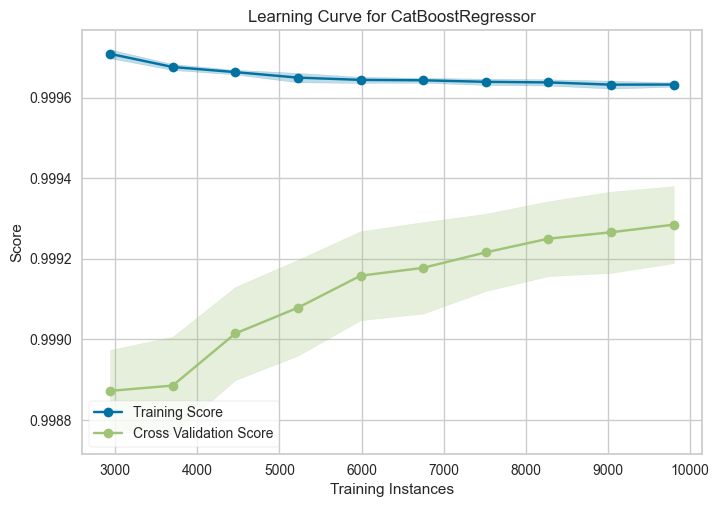 Learning Curve for CatBoostRegressor
Score
0.9996
0.9994
0.9992
0.9990
0.9988
Training Score
Cross Validation Score
3000 4000 5000 6000 7000 8000 9000 10000
Training Instances